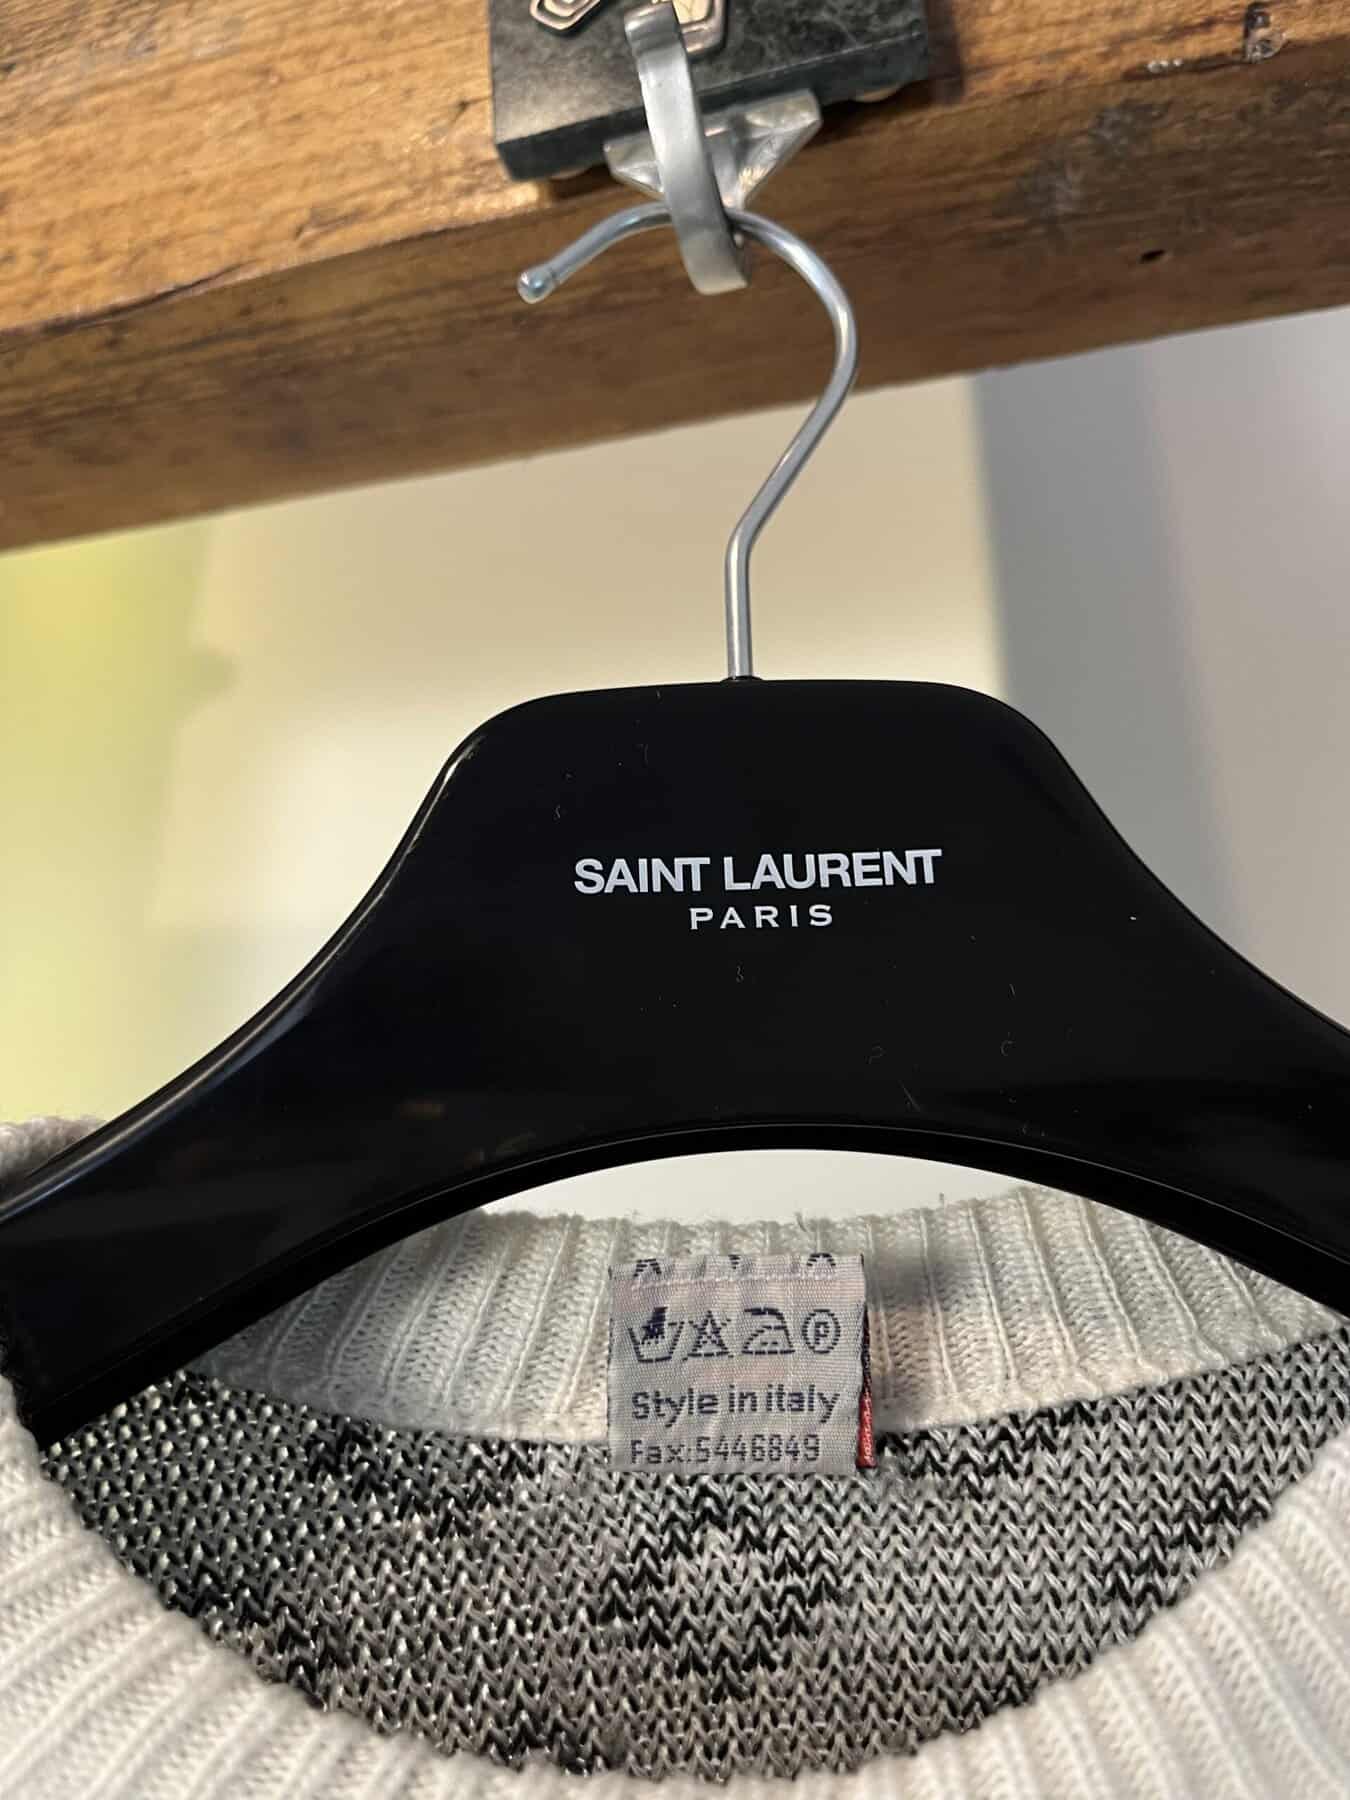 SAINT LAURENT
PARIS
Style in italy
Fax:5446849